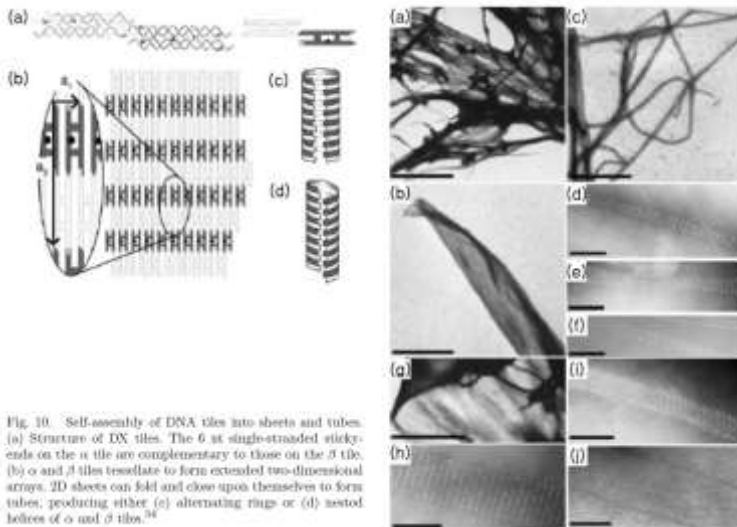 (a)
(b)
a₁
a₂
(c)
(d)
Fig. 10. Self-assembly of DNA tiles into sheets and tubes.
(a) Structure of DX tiles. The 6 nt single-stranded sticky-
ends on the α tile are complementary to those on the β tile.
(b) α and β tiles tessellate to form extended two-dimensional
arrays. 2D sheets can fold and close upon themselves to form
tubes, producing either (c) alternating rings or (d) nested
helices of α and β tiles.
(a)
(c)
(b)
(d)
(e)
(f)
(g)
(i)
(h)
(j)